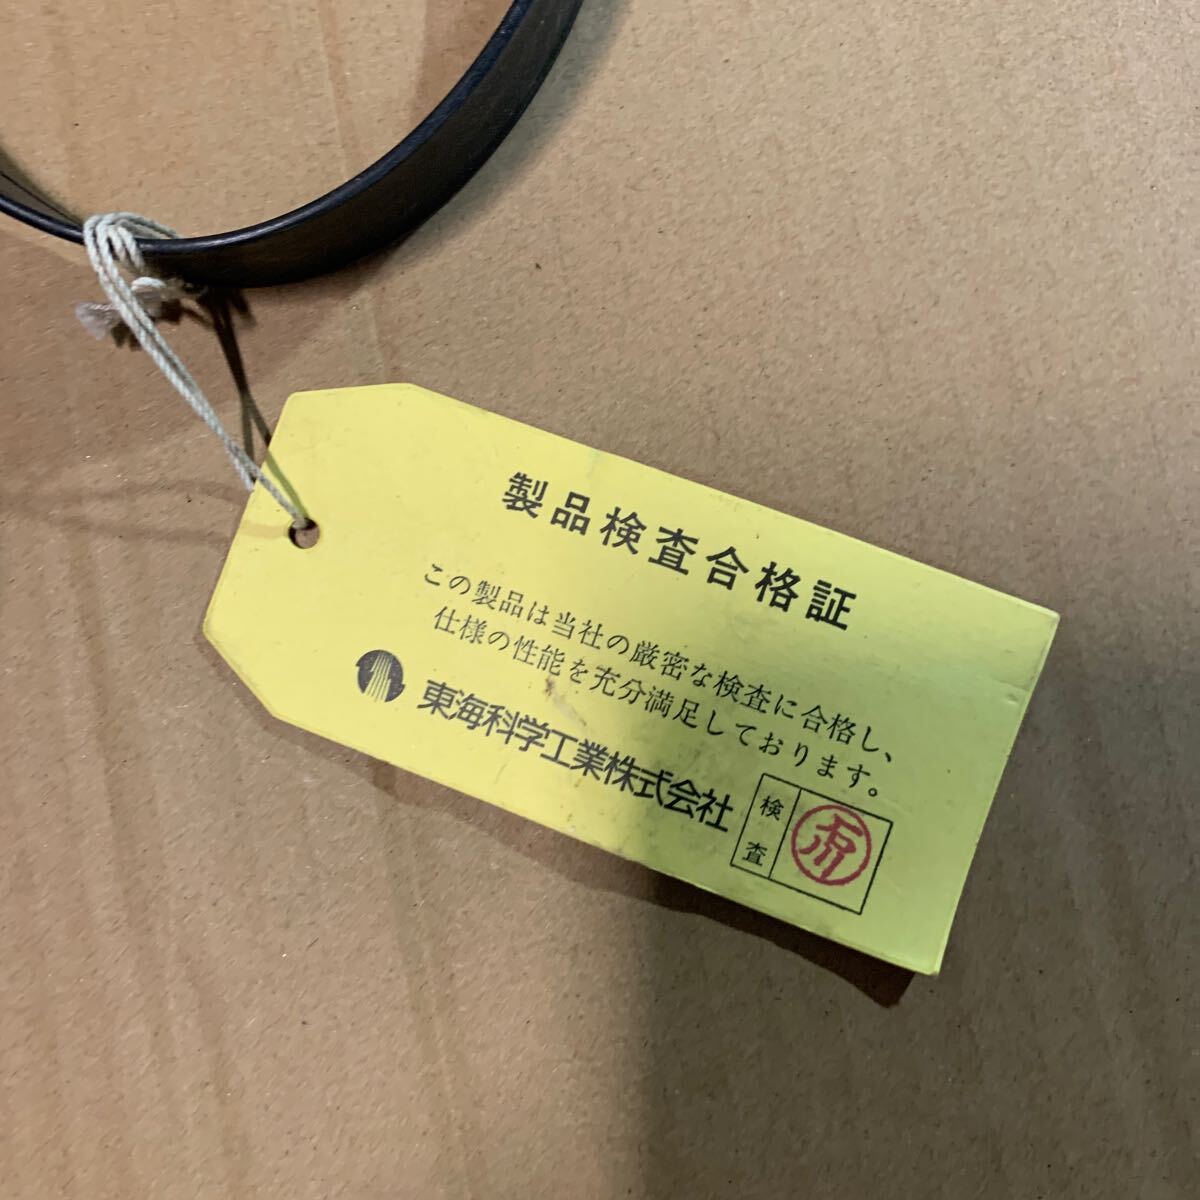 製品検査合格証
この製品は当社の厳密な検査に合格し、
仕様の性能を充分満足しております。
東海科学工業株式会社
検査